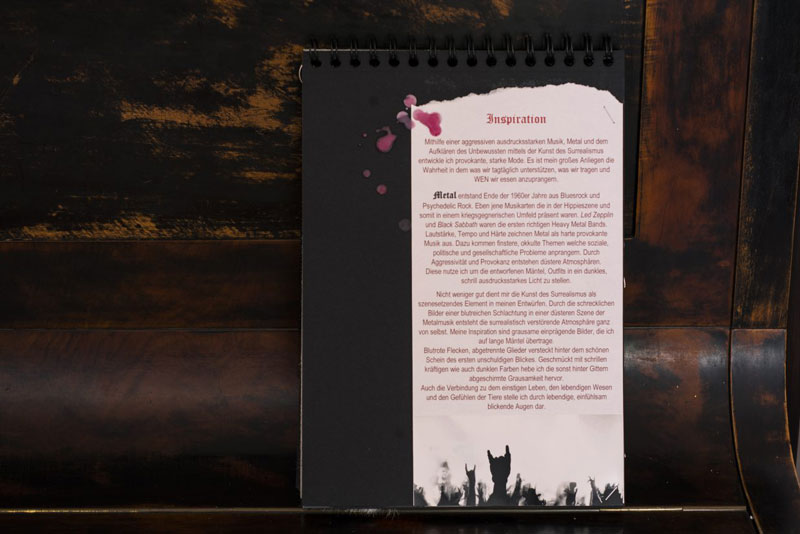 Inspiration
Mithilfe einer aggressiven ausdrucksstarken Musik, Metal und dem
Aufklären des Unbewussten mittels der Kunst des Surrealismus
entwickle ich provokante, starke Mode. Es ist mein großes Anliegen die
Wahrheit in dem was wir tagtäglich unterstützen, was wir tragen und
WEN wir essen anzuprangern.
Metal entstand Ende der 1960er Jahre aus Bluesrock und
Psychedelic Rock. Eben jene Musikarten die in der Hippieszene und
somit in einem kriegsgegnerischen Umfeld präsent waren. Led Zepplin
und Black Sabbath waren die ersten richtigen Heavy Metal Bands.
Lautstärke, Tempo und Härte zeichnen Metal als harte provokante
Musik aus. Dazu kommen finstere, okkulte Themen welche soziale,
politische und gesellschaftliche Probleme anprangern. Durch
Aggressivität und Provokanz entstehen düstere Atmosphären.
Diese nutze ich um die entworfenen Mäntel, Outfits in ein dunkles,
schrill ausdrucksstarkes Licht zu stellen.
Nicht weniger gut dient mir die Kunst des Surrealismus als
szenesetzendes Element in meinen Entwürfen. Durch die schrecklichen
Bilder einer blutreichen Schlachtung in einer düsteren Szene der
Metalmusik entsteht die surrealistisch verstörende Atmosphäre ganz
von selbst. Meine Inspiration sind grausame einprägende Bilder, die ich
auf lange Mäntel übertrage.
Blutrote Flecken, abgetrennte Glieder versteckt hinter dem schönen
Schein des ersten unschuldigen Blickes. Geschmückt mit schrillen
kräftigen wie auch dunklen Farben hebe ich die sonst hinter Gittern
abgeschirmte Grausamkeit hervor.
Auch die Verbindung zu dem einstigen Leben, den lebendigen Wesen
und den Gefühlen der Tiere stelle ich durch lebendige, einfühlsam
blickende Augen dar.